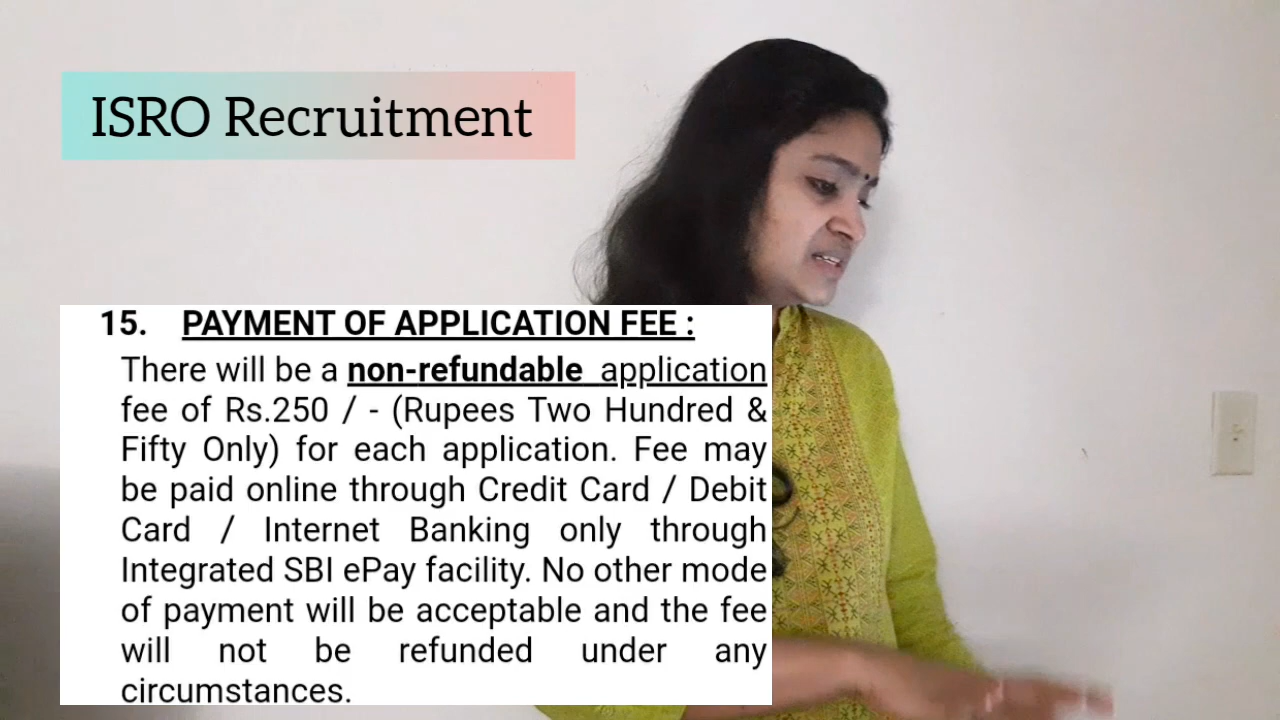 ISRO Recruitment
15. PAYMENT OF APPLICATION FEE :
There will be a non-refundable application
fee of Rs.250 / - (Rupees Two Hundred &
Fifty Only) for each application. Fee may
be paid online through Credit Card / Debit
Card / Internet Banking only through
Integrated SBI ePay facility. No other mode
of payment will be acceptable and the fee
will not be refunded under any
circumstances.